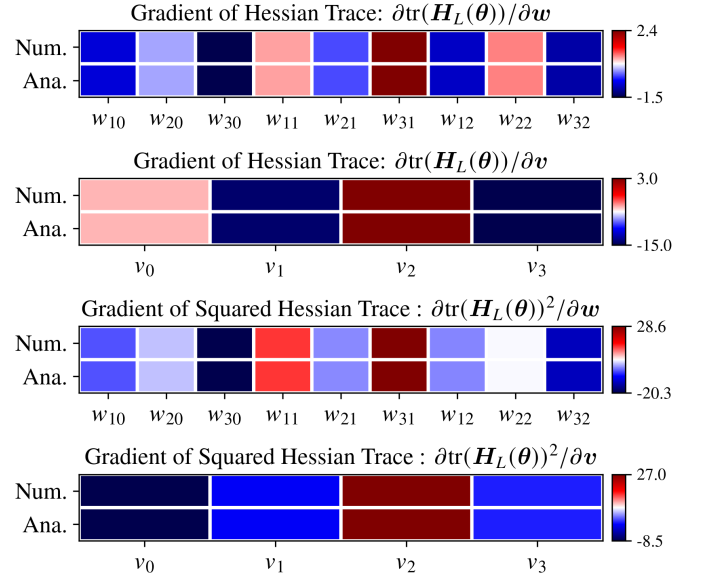 Gradient of Hessian Trace: ∂tr(H_L(θ))/∂w
Num.
Ana.
2.4
-1.5
w10 w20 w30 w11 w21 w31 w12 w22 w32
Gradient of Hessian Trace: ∂tr(H_L(θ))/∂v
Num.
Ana.
3.0
-15.0
v0 v1 v2 v3
Gradient of Squared Hessian Trace : ∂tr(H_L(θ))²/∂w
Num.
Ana.
28.6
-20.3
w10 w20 w30 w11 w21 w31 w12 w22 w32
Gradient of Squared Hessian Trace : ∂tr(H_L(θ))²/∂v
Num.
Ana.
27.0
-8.5
v0 v1 v2 v3